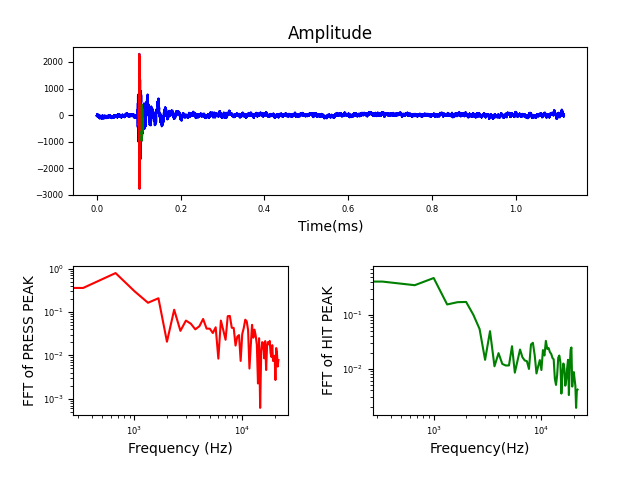 Amplitude
2000
1000
0
−1000
−2000
−3000
0.0 0.2 0.4 0.6 0.8 1.0
Time(ms)
FFT of PRESS PEAK
10⁰
10⁻¹
10⁻²
10⁻³
10³ 10⁴
Frequency (Hz)
FFT of HIT PEAK
10⁻¹
10⁻²
10³ 10⁴
Frequency(Hz)